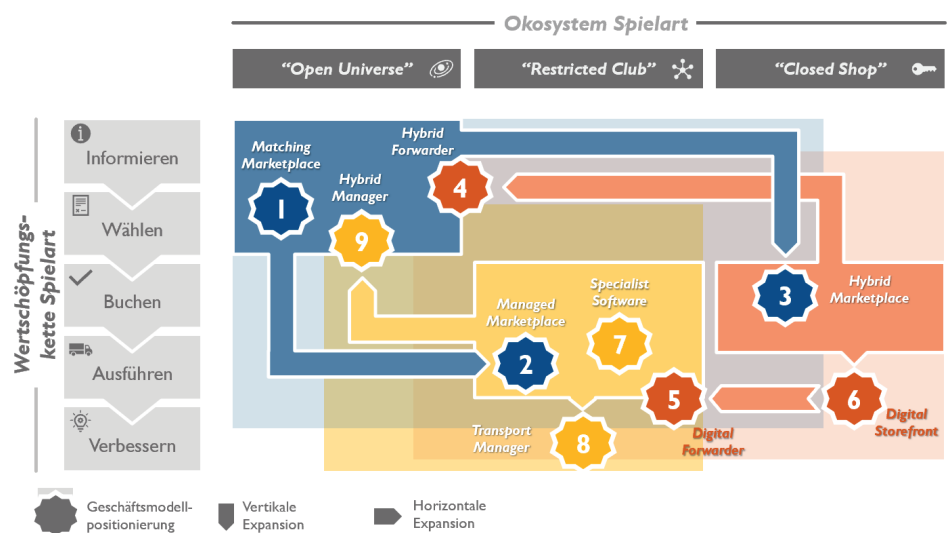 Okosystem Spielart
“Open Universe”
“Restricted Club”
“Closed Shop”
Wertschöpfungs-
kette Spielart
Informieren
Wählen
Buchen
Ausführen
Verbessern
Matching
Marketplace
1
Hybrid
Manager
9
Hybrid
Forwarder
4
Managed
Marketplace
2
Specialist
Software
7
3
Hybrid
Marketplace
5
Digital
Forwarder
6
Digital
Storefront
Transport
Manager
8
Geschäftsmodell-
positionierung
Vertikale
Expansion
Horizontale
Expansion